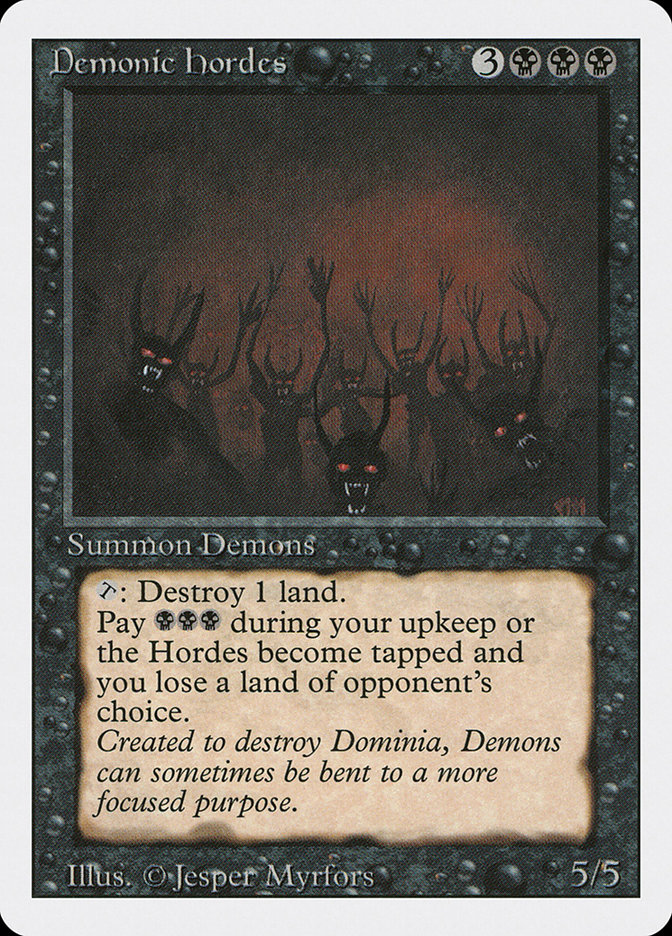 Demonic Hordes 3
Summon Demons
T: Destroy 1 land.
Pay during your upkeep or
the Hordes become tapped and
you lose a land of opponent's
choice.
Created to destroy Dominia, Demons
can sometimes be bent to a more
focused purpose.
Illus. © Jesper Myrfors 5/5